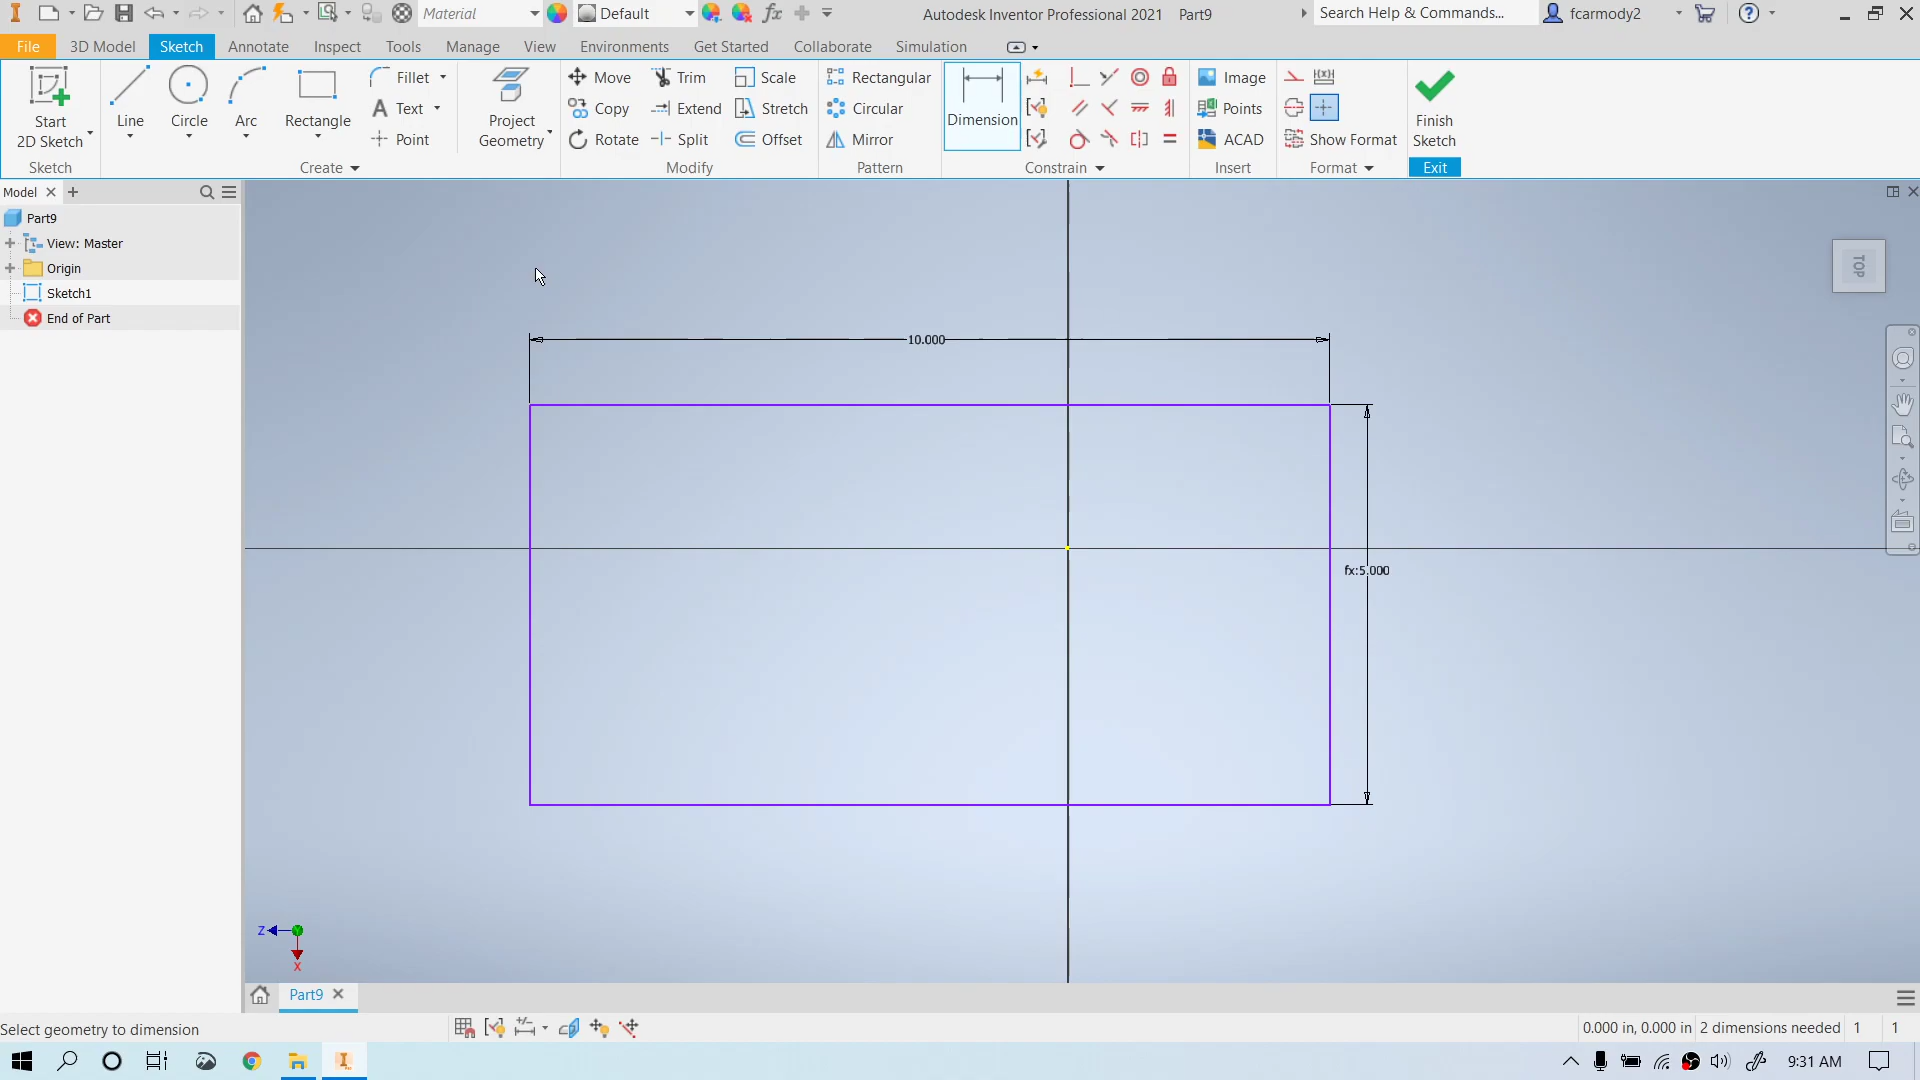 Material
Default
Autodesk Inventor Professional 2021 Part9
Search Help & Commands...
fcarmody2
File 3D Model Sketch Annotate Inspect Tools Manage View Environments Get Started Collaborate Simulation
Start
2D Sketch
Line
Circle
Arc
Rectangle
Fillet
Text
Point
Project
Geometry
Move
Copy
Rotate
Trim
Extend
Split
Scale
Stretch
Offset
Rectangular
Circular
Mirror
Dimension
Image
Points
ACAD
Show Format
Finish
Sketch
Sketch
Create
Modify
Pattern
Constrain
Insert
Format
Exit
Model
Part9
View: Master
Origin
Sketch1
End of Part
TOP
10.000
fx:5.000
Z
X
Part9
Select geometry to dimension
0.000 in, 0.000 in 2 dimensions needed 1 1
9:31 AM